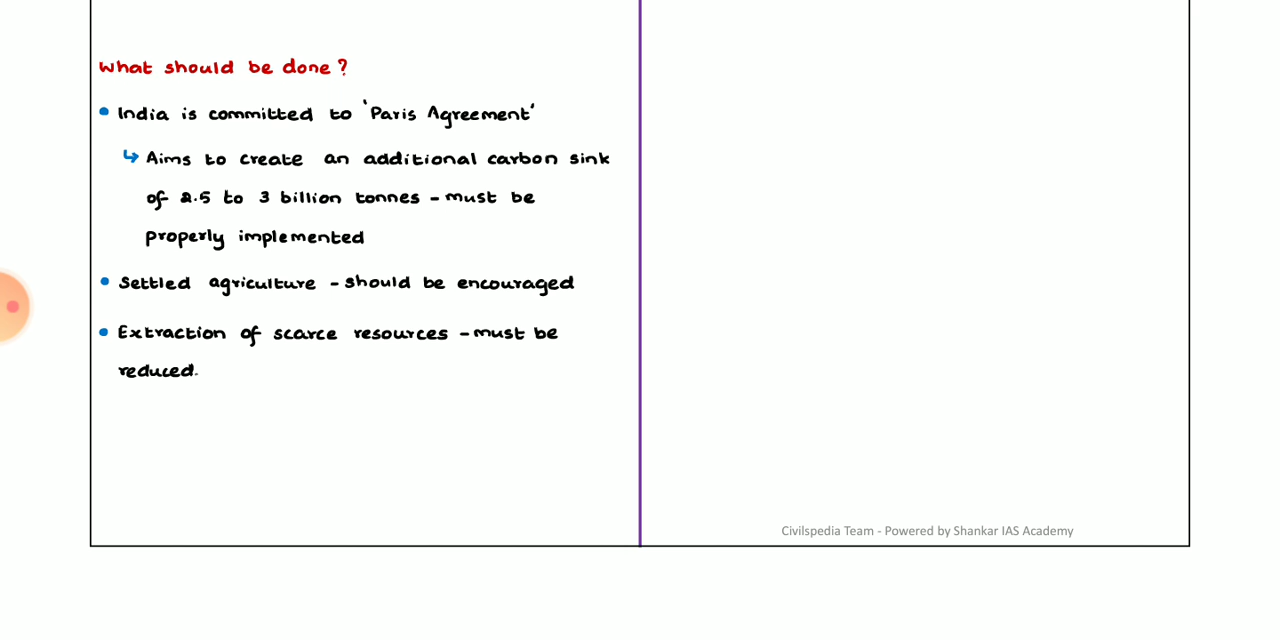 What should be done?
• India is committed to 'Paris Agreement'
↳ Aims to create an additional carbon sink
of 2.5 to 3 billion tonnes - must be
properly implemented
• Settled agriculture - should be encouraged
• Extraction of scarce resources - must be
reduced.
Civilspedia Team - Powered by Shankar IAS Academy